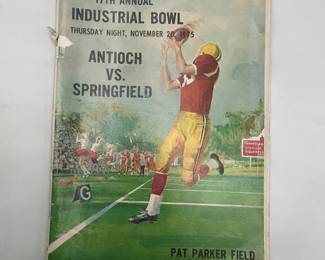 17TH ANNUAL
INDUSTRIAL BOWL
THURSDAY NIGHT, NOVEMBER 20, 1975
ANTIOCH
VS.
SPRINGFIELD
G
PAT PARKER FIELD